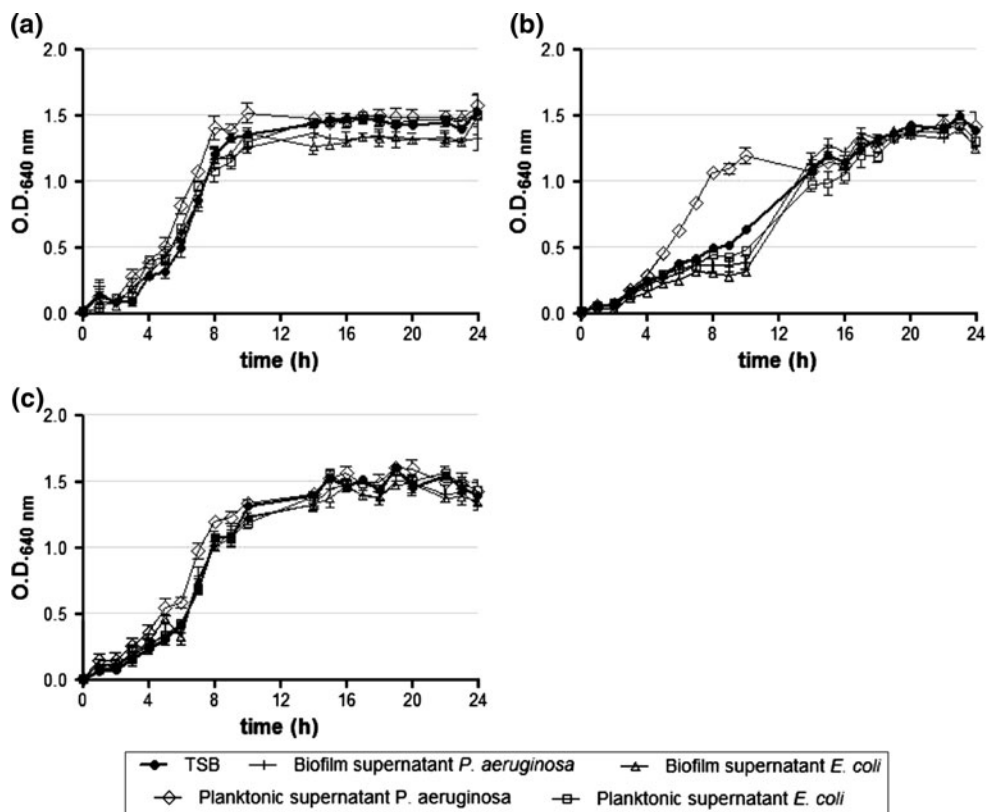 (a)
2.0
1.5
1.0
0.5
0.0
O.D.640 nm
0 4 8 12 16 20 24
time (h)
(b)
2.0
1.5
1.0
0.5
0.0
O.D.640 nm
0 4 8 12 16 20 24
time (h)
(c)
2.0
1.5
1.0
0.5
0.0
O.D.640 nm
0 4 8 12 16 20 24
time (h)
TSB Biofilm supernatant P. aeruginosa Biofilm supernatant E. coli
Planktonic supernatant P. aeruginosa Planktonic supernatant E. coli